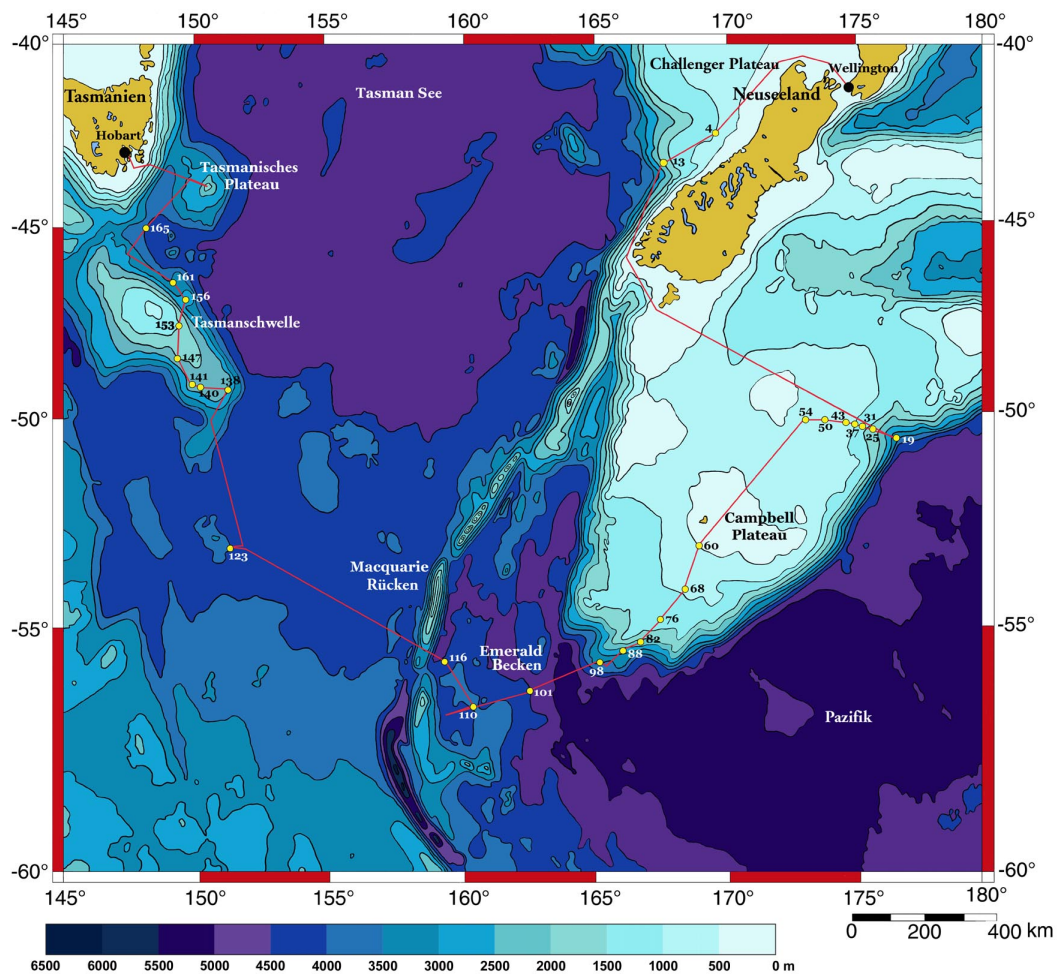 145° 150° 155° 160° 165° 170° 175° 180°
-40° -40°
Challenger Plateau
Wellington
Tasmanien
Tasman See
Neuseeland
Hobart
4
13
Tasmanisches
Plateau
-45° -45°
165
161
156
153 Tasmanschwelle
147
141 138
140
-50° -50°
54 43 31
50 37 25 19
Campbell
Plateau
60
123
Macquarie
Rücken
68
76
-55° -55°
82
Emerald
Becken
88
116
98
101
110
Pazifik
-60° -60°
145° 150° 155° 160° 165° 170° 175° 180°
6500 6000 5500 5000 4500 4000 3500 3000 2500 2000 1500 1000 500 0 m
0 200 400 km